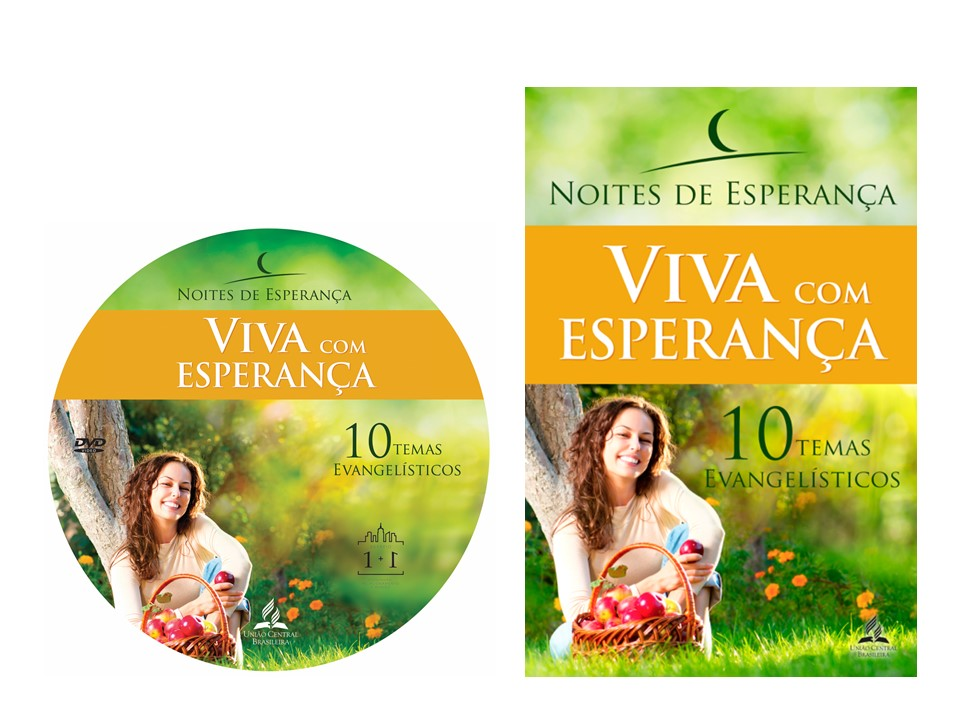 NOITES DE ESPERANÇA
VIVA COM
ESPERANÇA
DVD
VIDEO
10 TEMAS
EVANGELÍSTICOS
1+1
UNIÃO CENTRAL
BRASILEIRA
NOITES DE ESPERANÇA
VIVA COM
ESPERANÇA
10 TEMAS
EVANGELÍSTICOS
UNIÃO CENTRAL
BRASILEIRA